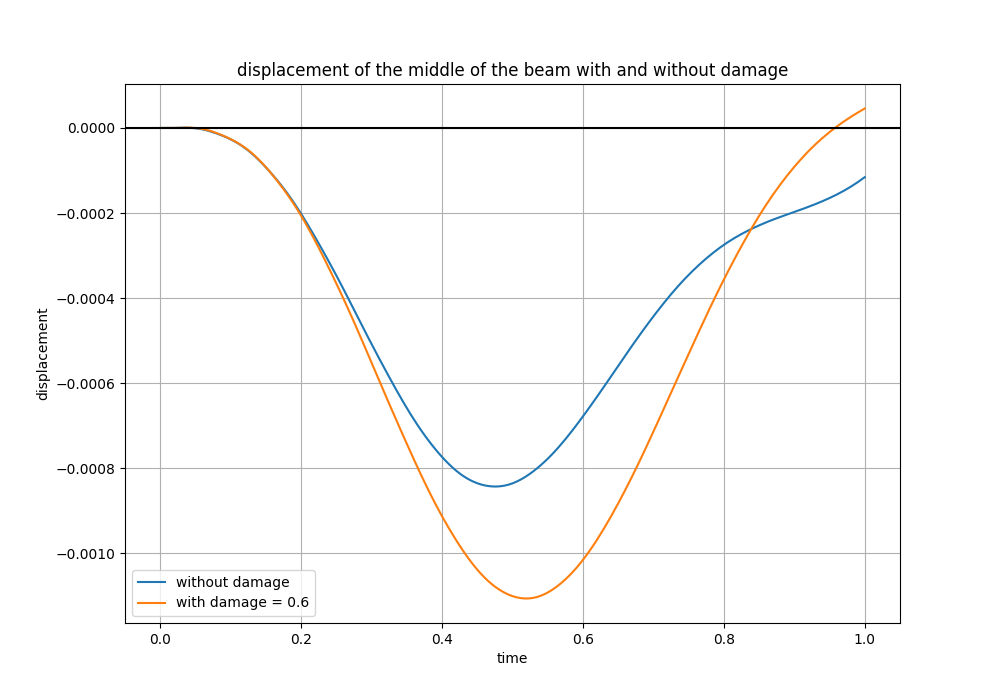 displacement of the middle of the beam with and without damage
0.0000
−0.0002
−0.0004
−0.0006
−0.0008
−0.0010
displacement
without damage
with damage = 0.6
0.0 0.2 0.4 0.6 0.8 1.0
time